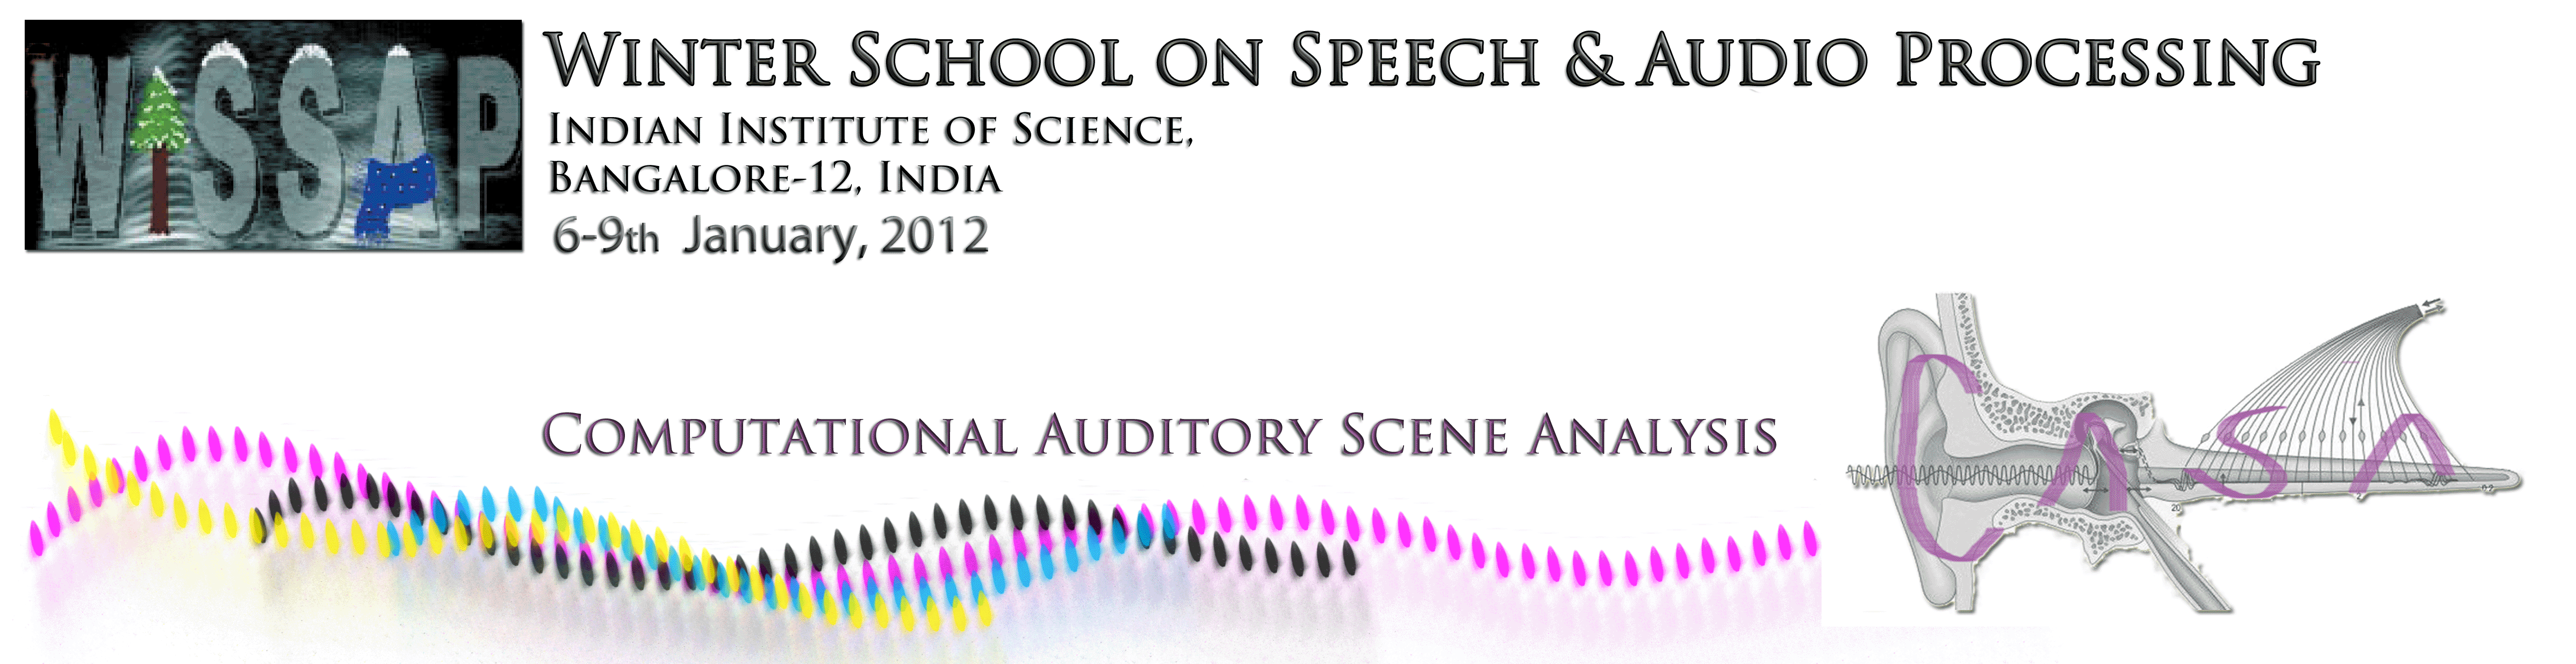 WiSSAP
WINTER SCHOOL ON SPEECH & AUDIO PROCESSING
INDIAN INSTITUTE OF SCIENCE,
BANGALORE-12, INDIA
6-9th January, 2012
COMPUTATIONAL AUDITORY SCENE ANALYSIS
CASA
20